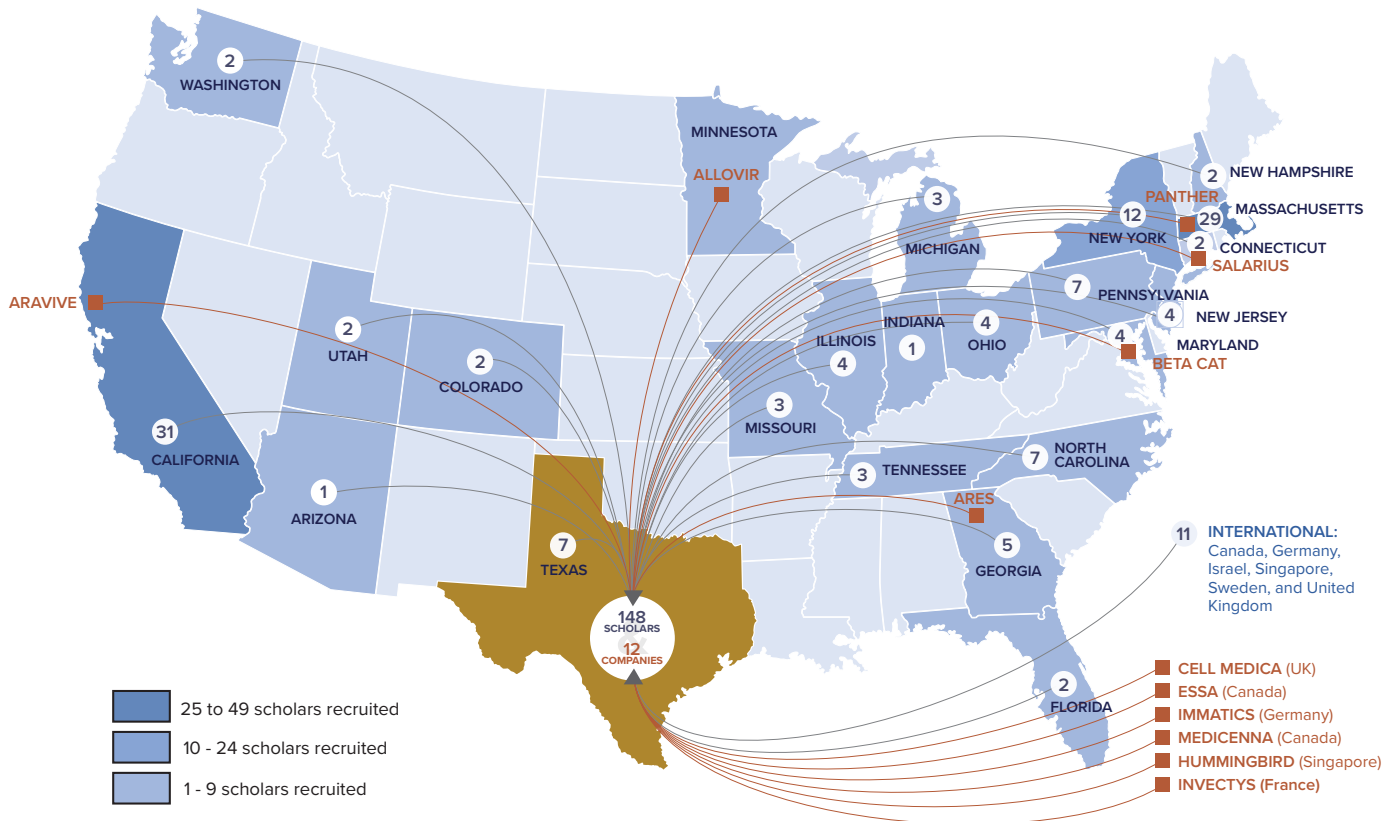 2
WASHINGTON
MINNESOTA
ALLOVIR
3
MICHIGAN
2
NEW HAMPSHIRE
PANTHER
29
MASSACHUSETTS
12
NEW YORK
2
CONNECTICUT
SALARIUS
7
PENNSYLVANIA
4
NEW JERSEY
4
MARYLAND
BETA CAT
ARAVIVE
2
UTAH
2
COLORADO
ILLINOIS
4
INDIANA
1
4
OHIO
3
MISSOURI
31
CALIFORNIA
1
ARIZONA
3
TENNESSEE
7
NORTH
CAROLINA
ARES
5
GEORGIA
7
TEXAS
11
INTERNATIONAL:
Canada, Germany,
Israel, Singapore,
Sweden, and United
Kingdom
148
SCHOLARS
&
12
COMPANIES
2
FLORIDA
CELL MEDICA (UK)
ESSA (Canada)
IMMATICS (Germany)
MEDICENNA (Canada)
HUMMINGBIRD (Singapore)
INVECTYS (France)
25 to 49 scholars recruited
10 - 24 scholars recruited
1 - 9 scholars recruited